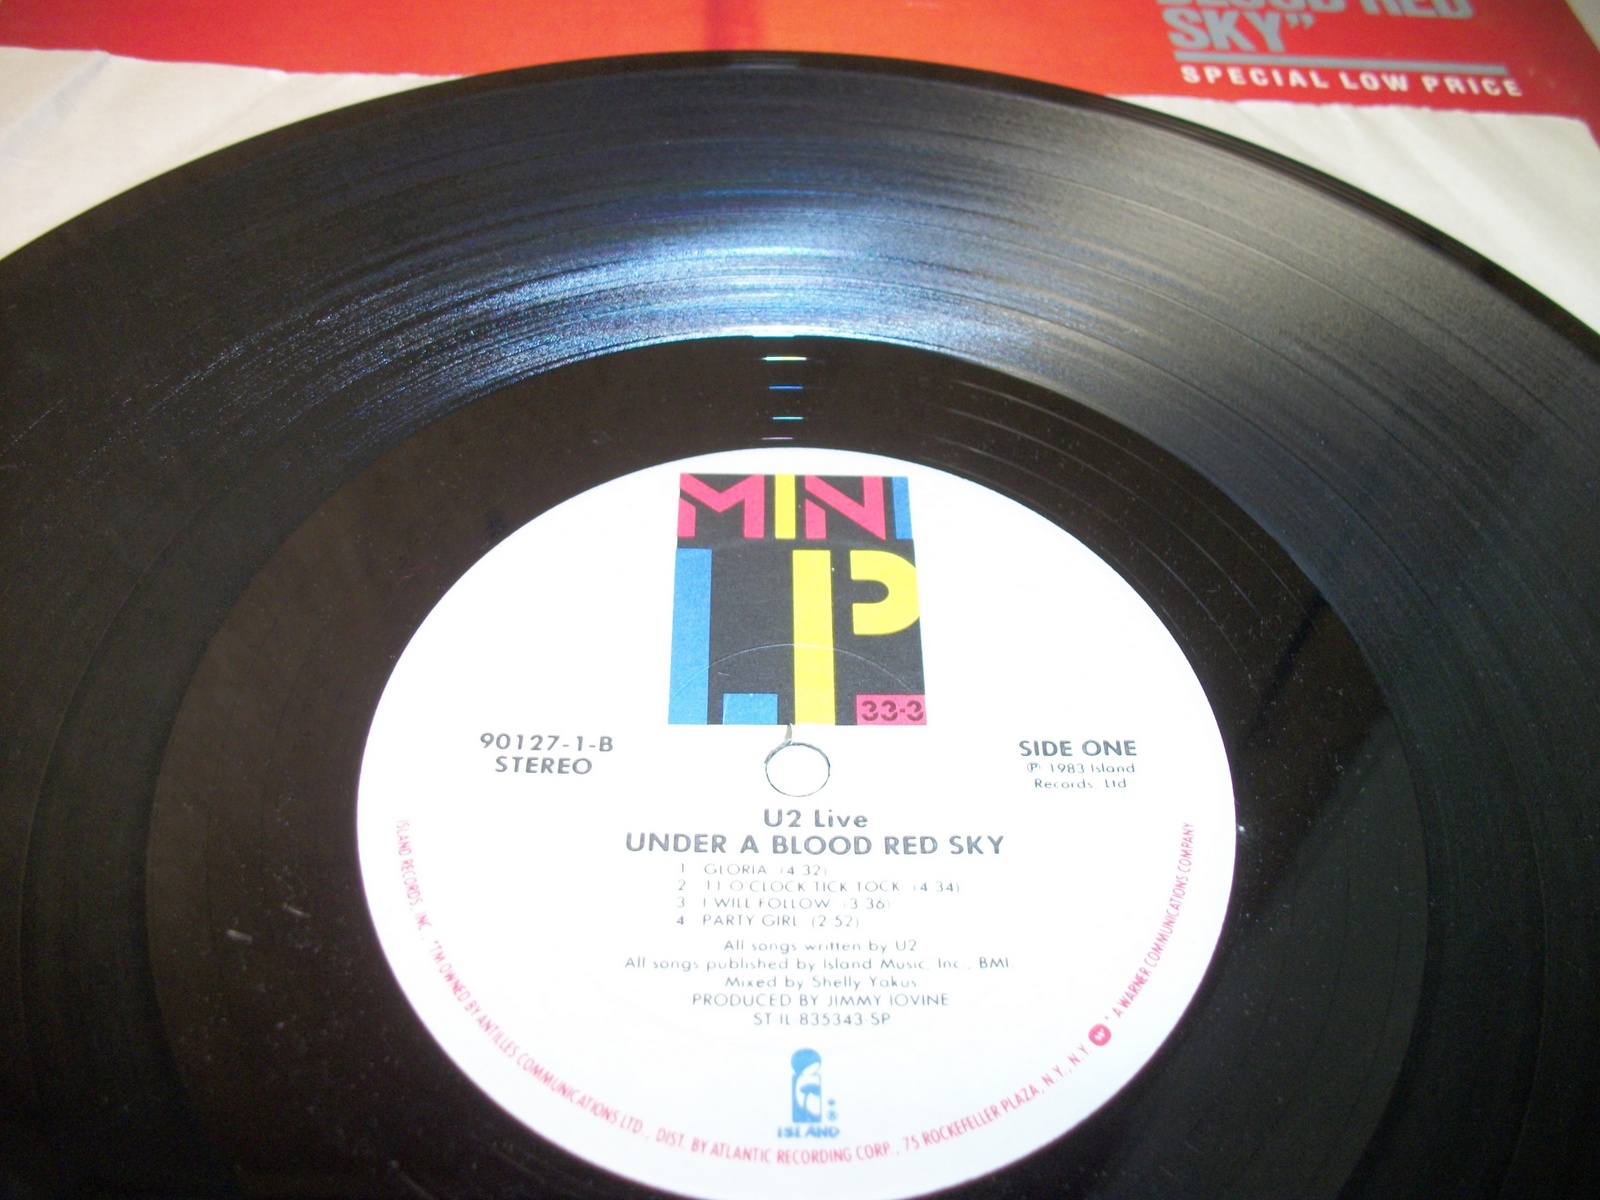 BLOOD RED
SKY”
SPECIAL LOW PRICE
MINI
LP
33-3
90127-1-B
STEREO
SIDE ONE
℗ 1983 Island
Records, Ltd
U2 Live
UNDER A BLOOD RED SKY
1 GLORIA (4 32)
2 11 O CLOCK TICK TOCK (4 34)
3 I WILL FOLLOW (3 36)
4 PARTY GIRL (2 52)
All songs written by U2
All songs published by Island Music, Inc., BMI
Mixed by Shelly Yakus
PRODUCED BY JIMMY IOVINE
ST-IL-835343-SP
ISLAND ®
ISLAND RECORDS, INC., "I'M OWNED BY ANTILLES COMMUNICATIONS LTD., DIST. BY ATLANTIC RECORDING CORP., 75 ROCKEFELLER PLAZA, N.Y., N.Y. W * A WARNER COMMUNICATIONS COMPANY